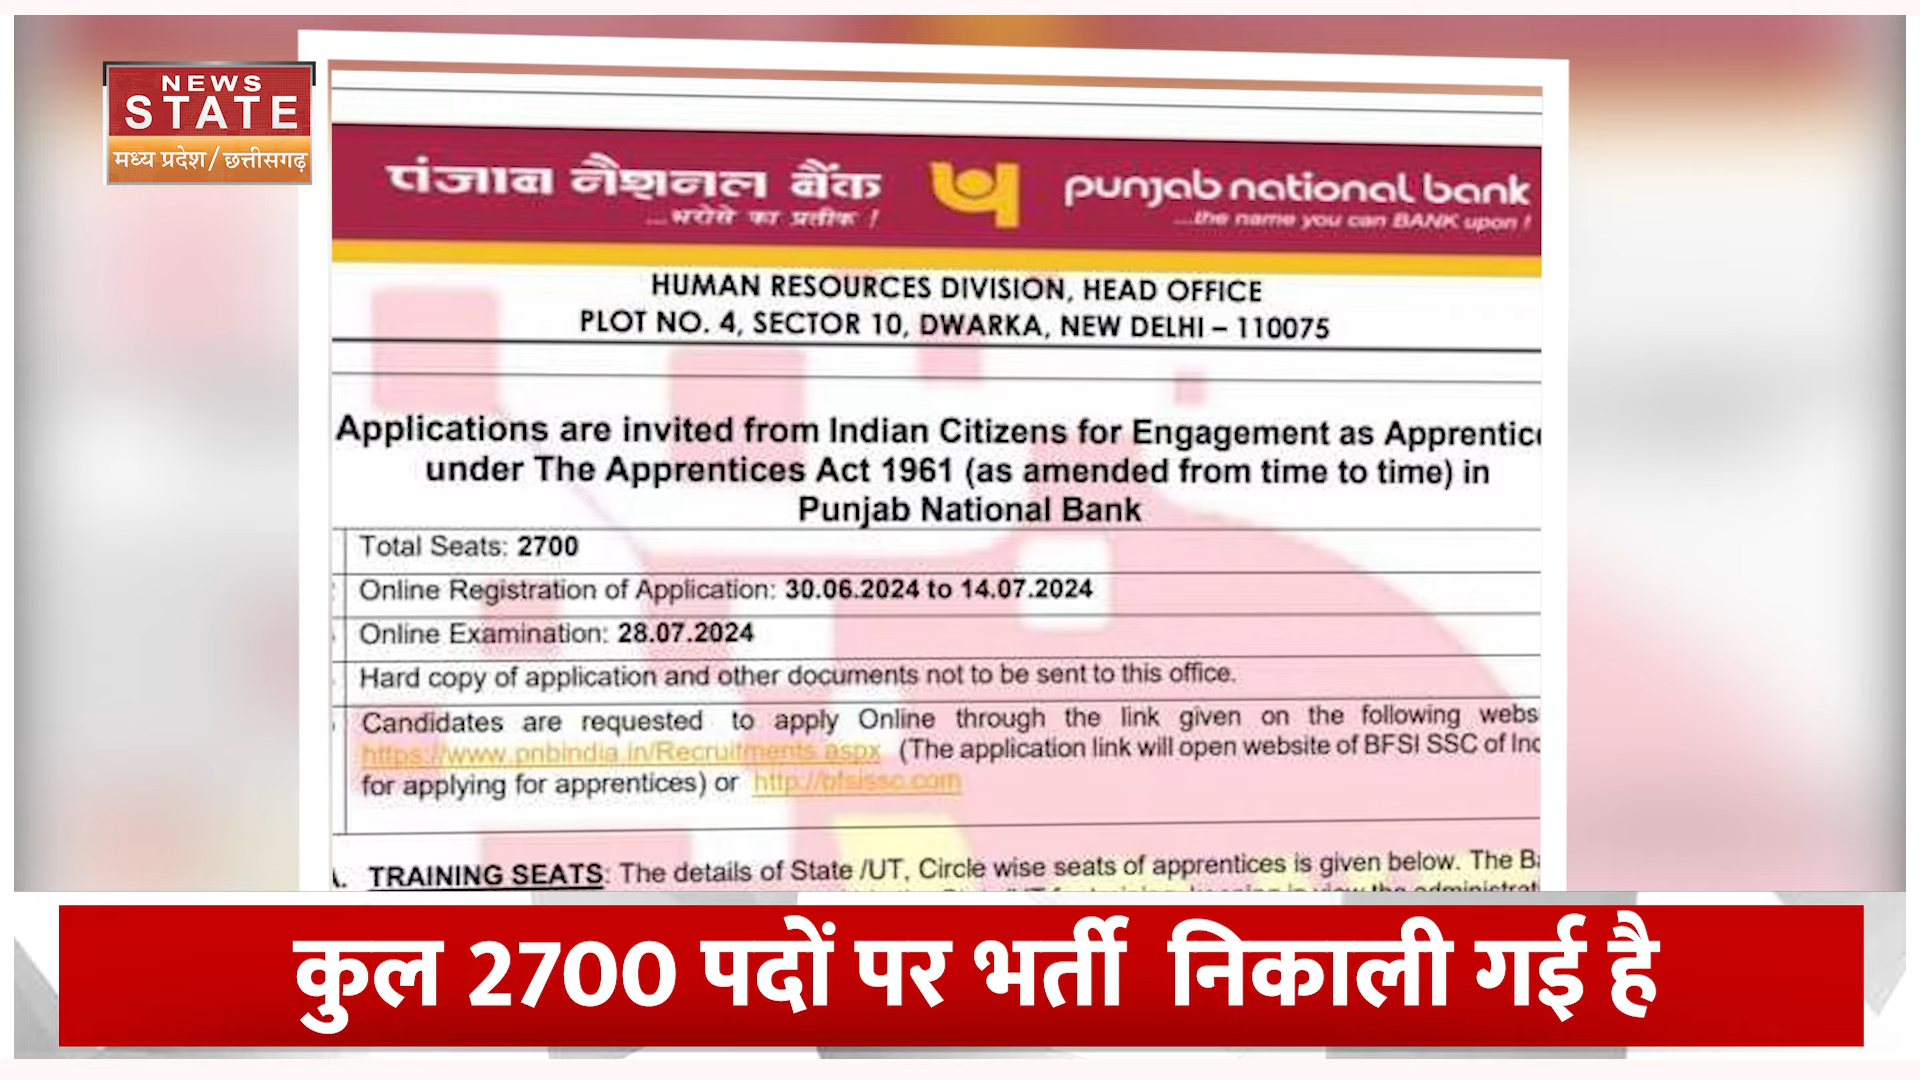 NEWS
STATE
मध्य प्रदेश/छत्तीसगढ़
पंजाब नैशनल बैंक
...भरोसे का प्रतीक !
punjab national bank
...the name you can BANK upon !
HUMAN RESOURCES DIVISION, HEAD OFFICE
PLOT NO. 4, SECTOR 10, DWARKA, NEW DELHI – 110075
Applications are invited from Indian Citizens for Engagement as
under The Apprentices Act 1961 (as amended from time to time) in
Punjab National Bank
Total Seats: 2700
Online Registration of Application: 30.06.2024 to 14.07.2024
Online Examination: 28.07.2024
Hard copy of application and other documents not to be sent to this office.
Candidates are requested to apply Online through the link given on the following
https://www.pnbindia.in/Recruitments.aspx (The application link will open website of BFSI SSC of
for applying for apprentices) or http://bfsissc.com
TRAINING SEATS: The details of State /UT, Circle wise seats of apprentices is given below. The
कुल 2700 पदों पर भर्ती निकाली गई है